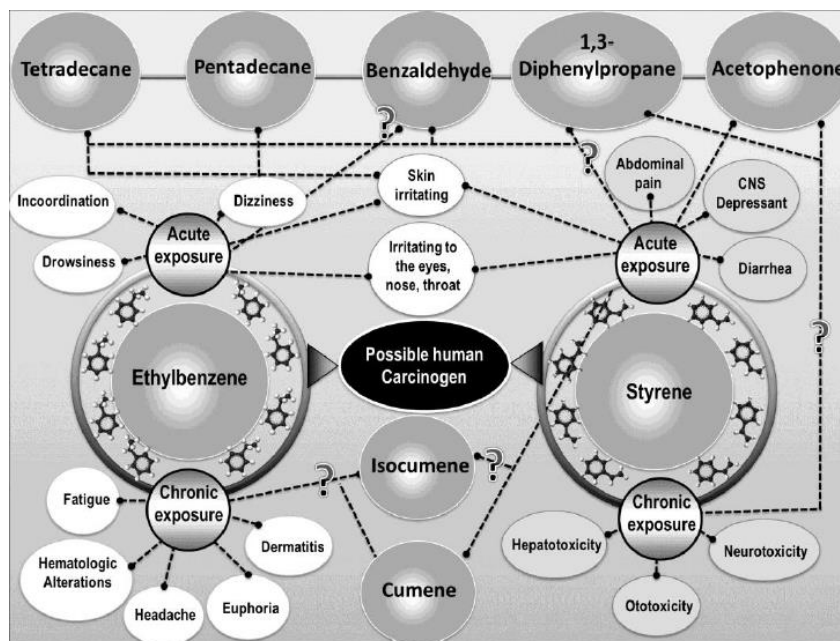 Tetradecane
Pentadecane
Benzaldehyde
1,3-
Diphenylpropane
Acetophenone
?
?
Incoordination
Dizziness
Skin
irritating
Abdominal
pain
CNS
Depressant
Drowsiness
Acute
exposure
Irritating to
the eyes,
nose, throat
Acute
exposure
Diarrhea
?
Ethylbenzene
Possible human
Carcinogen
Styrene
?
Isocumene
?
Fatigue
Chronic
exposure
Chronic
exposure
Dermatitis
Hepatotoxicity
Neurotoxicity
Hematologic
Alterations
Headache
Euphoria
Cumene
Ototoxicity